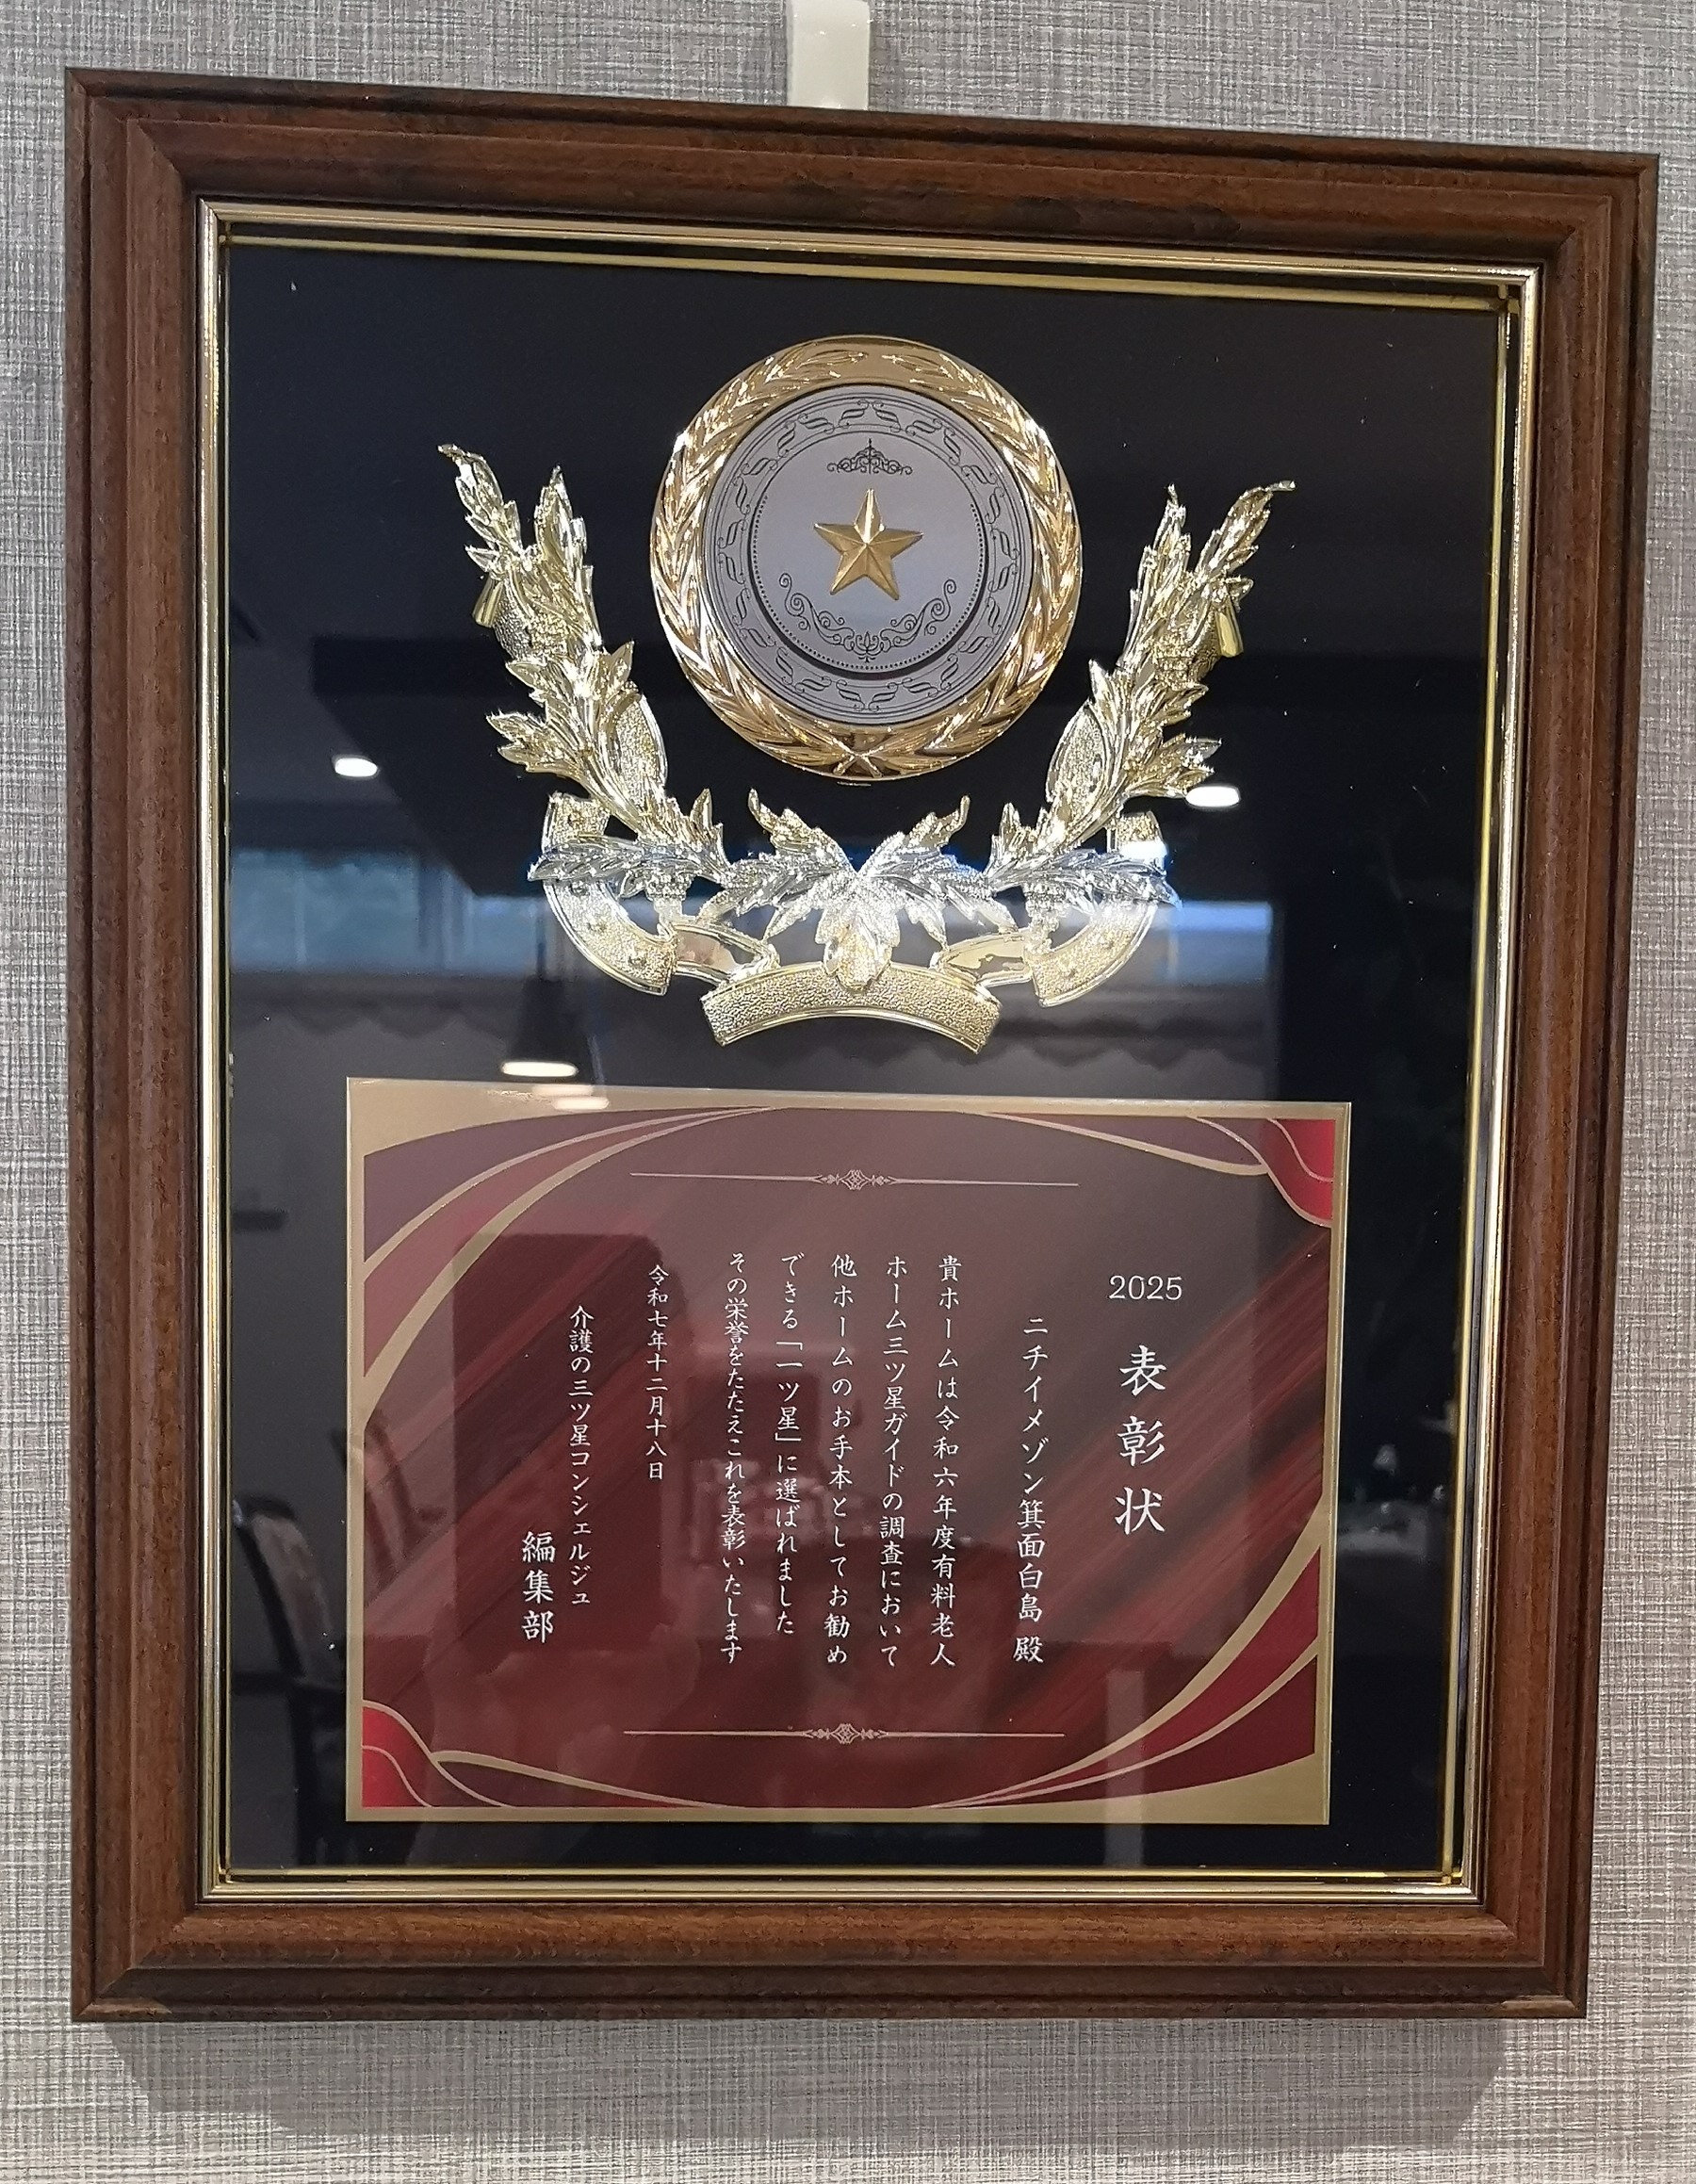 2025 表彰状
ニチイメゾン箕面白島 殿
貴ホームは令和六年度有料老人
ホーム三ツ星ガイドの調査において
他ホームのお手本としてお勧め
できる「一ツ星」に選ばれました
その栄誉をたたえこれを表彰いたします
令和七年十二月十八日
介護の三ツ星コンシェルジュ
編集部